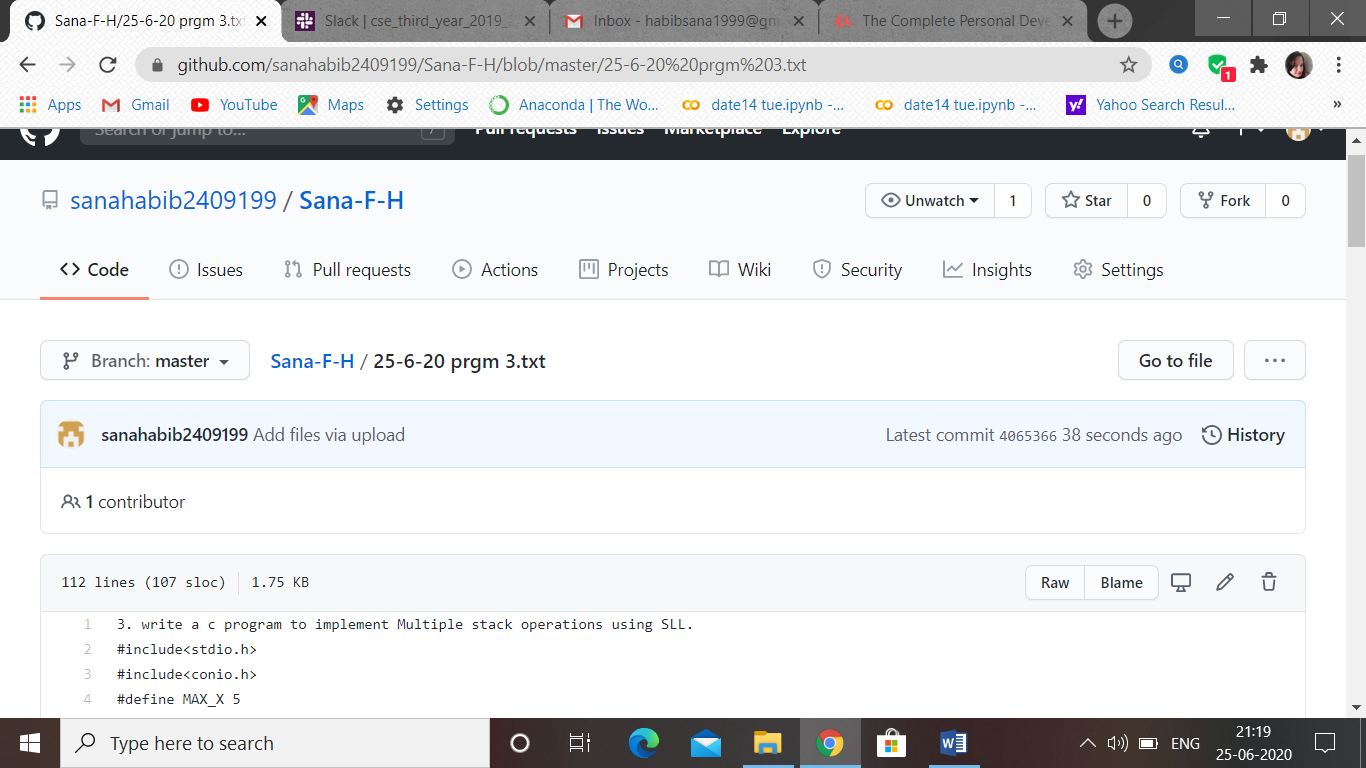 Sana-F-H/25-6-20 prgm 3.tx
Slack | cse_third_year_2019_
Inbox - habibsana1999@gm
The Complete Personal Deve
github.com/sanahabib2409199/Sana-F-H/blob/master/25-6-20%20prgm%203.txt
1
Apps
Gmail
YouTube
Maps
Settings
Anaconda | The Wo...
date14 tue.ipynb -...
date14 tue.ipynb -...
Yahoo Search Resul...
»
Search or jump to...
/
Pull requests
Issues
Marketplace
Explore
sanahabib2409199 / Sana-F-H
Unwatch 1
Star 0
Fork 0
<> Code
Issues
Pull requests
Actions
Projects
Wiki
Security
Insights
Settings
Branch: master
Sana-F-H / 25-6-20 prgm 3.txt
Go to file
...
sanahabib2409199 Add files via upload
Latest commit 4065366 38 seconds ago
History
1 contributor
112 lines (107 sloc) 1.75 KB
Raw
Blame
1 3. write a c program to implement Multiple stack operations using SLL.
2 #include<stdio.h>
3 #include<conio.h>
4 #define MAX_X 5
Type here to search
ENG
21:19
25-06-2020